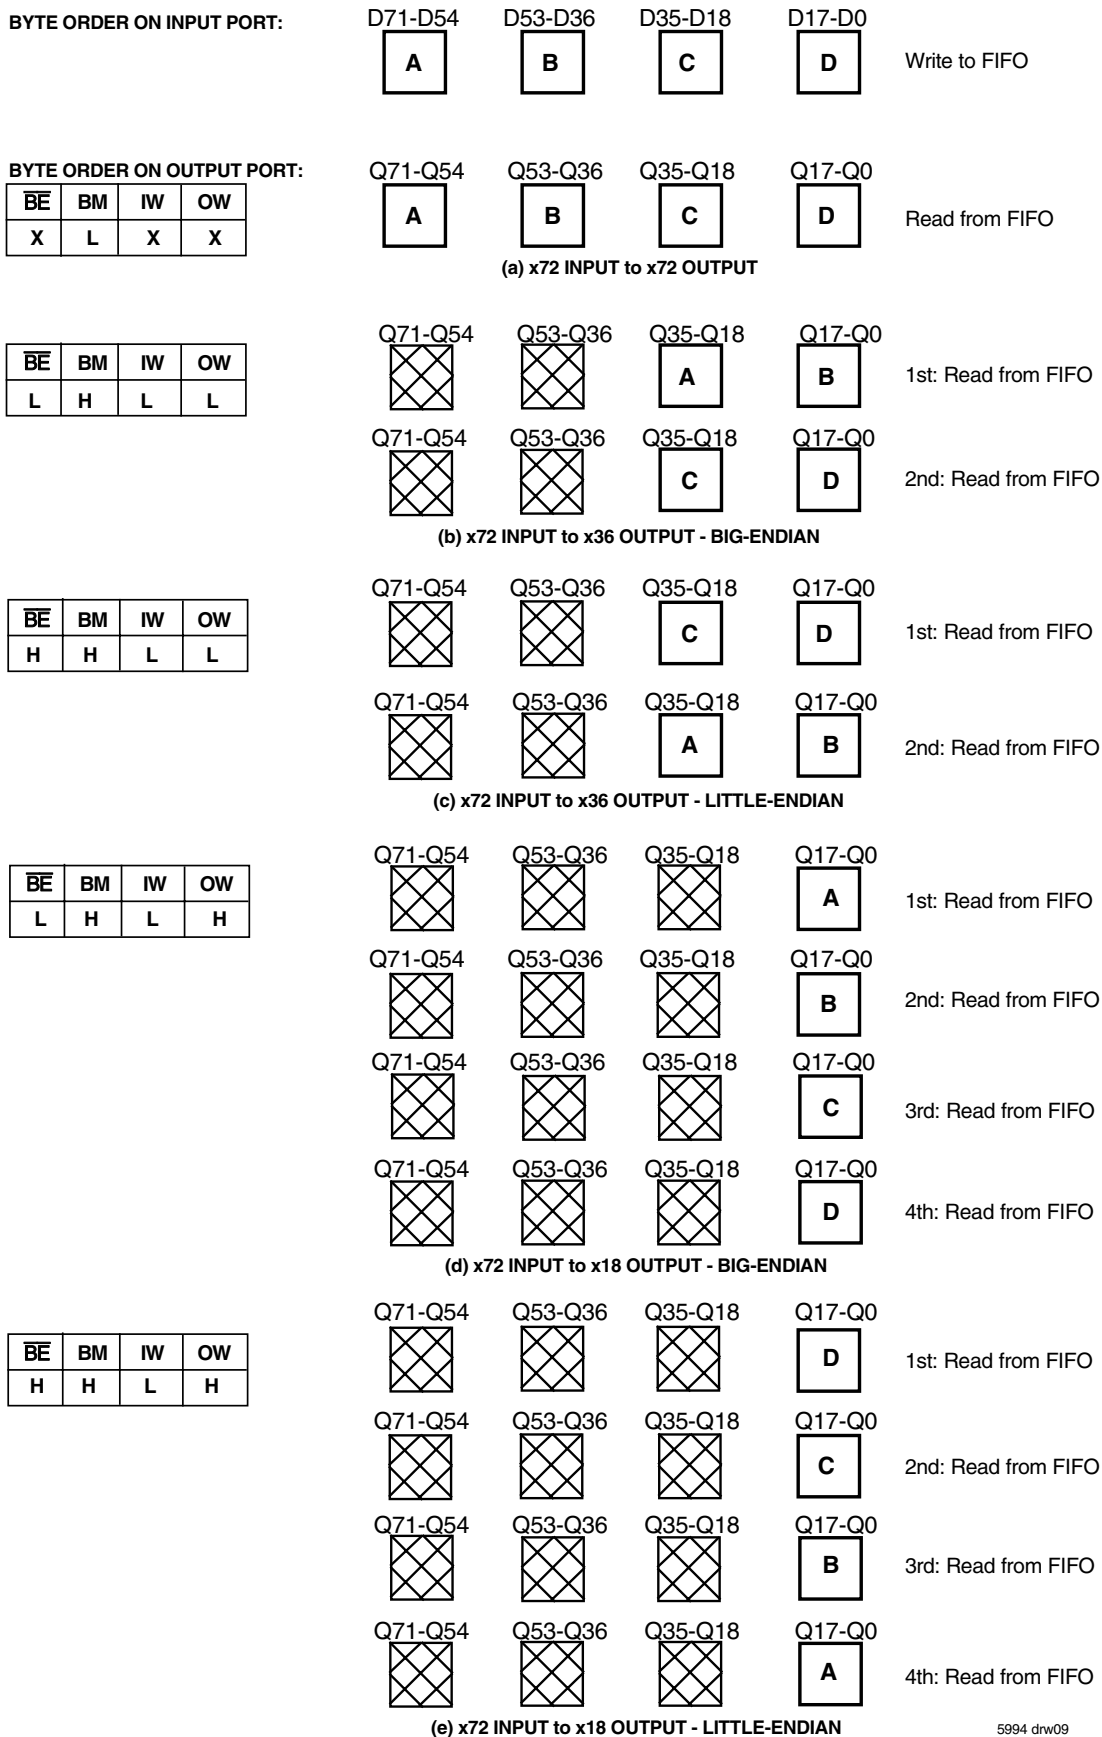 BYTE ORDER ON INPUT PORT:
D71-D54 D53-D36 D35-D18 D17-D0
A B C D Write to FIFO
BYTE ORDER ON OUTPUT PORT:
Q71-Q54 Q53-Q36 Q35-Q18 Q17-Q0
BE BM IW OW
X L X X
A B C D Read from FIFO
(a) x72 INPUT to x72 OUTPUT
Q71-Q54 Q53-Q36 Q35-Q18 Q17-Q0
BE BM IW OW
L H L L
A B 1st: Read from FIFO
Q71-Q54 Q53-Q36 Q35-Q18 Q17-Q0
C D 2nd: Read from FIFO
(b) x72 INPUT to x36 OUTPUT - BIG-ENDIAN
Q71-Q54 Q53-Q36 Q35-Q18 Q17-Q0
BE BM IW OW
H H L L
C D 1st: Read from FIFO
Q71-Q54 Q53-Q36 Q35-Q18 Q17-Q0
A B 2nd: Read from FIFO
(c) x72 INPUT to x36 OUTPUT - LITTLE-ENDIAN
Q71-Q54 Q53-Q36 Q35-Q18 Q17-Q0
BE BM IW OW
L H L H
A 1st: Read from FIFO
Q71-Q54 Q53-Q36 Q35-Q18 Q17-Q0
B 2nd: Read from FIFO
Q71-Q54 Q53-Q36 Q35-Q18 Q17-Q0
C 3rd: Read from FIFO
Q71-Q54 Q53-Q36 Q35-Q18 Q17-Q0
D 4th: Read from FIFO
(d) x72 INPUT to x18 OUTPUT - BIG-ENDIAN
Q71-Q54 Q53-Q36 Q35-Q18 Q17-Q0
BE BM IW OW
H H L H
D 1st: Read from FIFO
Q71-Q54 Q53-Q36 Q35-Q18 Q17-Q0
C 2nd: Read from FIFO
Q71-Q54 Q53-Q36 Q35-Q18 Q17-Q0
B 3rd: Read from FIFO
Q71-Q54 Q53-Q36 Q35-Q18 Q17-Q0
A 4th: Read from FIFO
(e) x72 INPUT to x18 OUTPUT - LITTLE-ENDIAN
5994 drw09